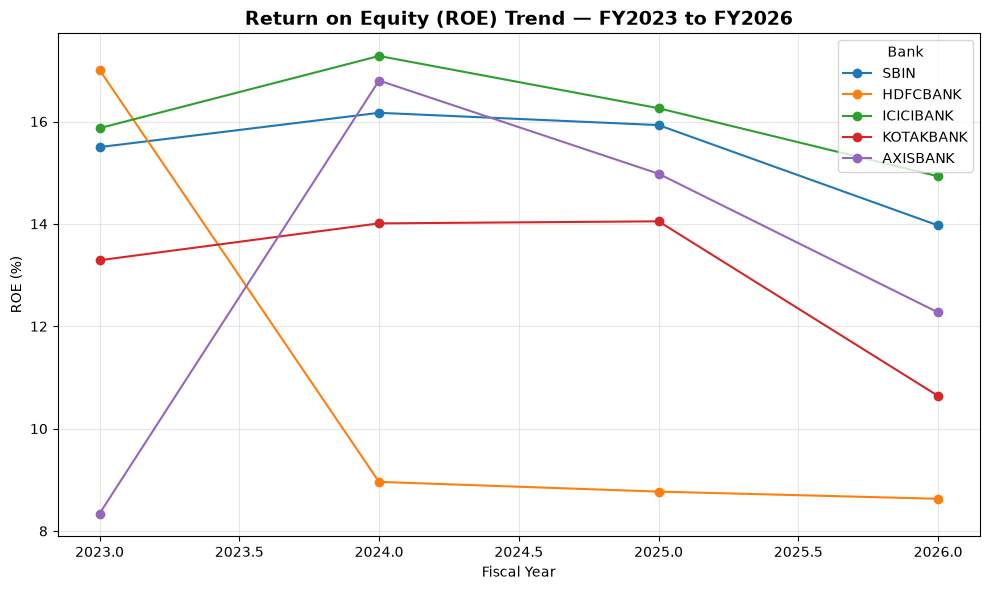 Return on Equity (ROE) Trend — FY2023 to FY2026
Bank
SBIN
HDFCBANK
ICICIBANK
KOTAKBANK
AXISBANK
ROE (%)
16
14
12
10
8
2023.0 2023.5 2024.0 2024.5 2025.0 2025.5 2026.0
Fiscal Year